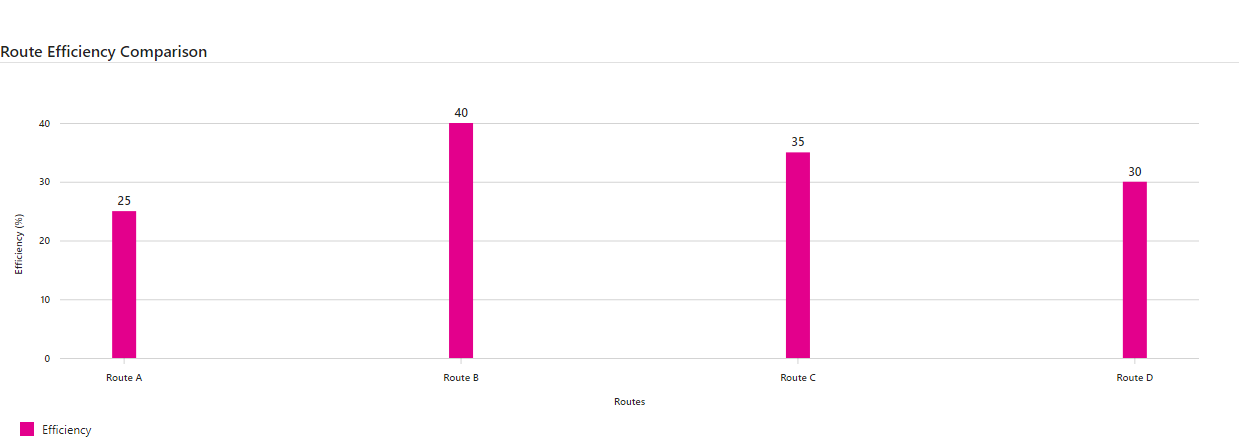 Route Efficiency Comparison
40
35
30
25
40
30
20
10
0
Efficiency (%)
Route A
Route B
Route C
Route D
Routes
Efficiency